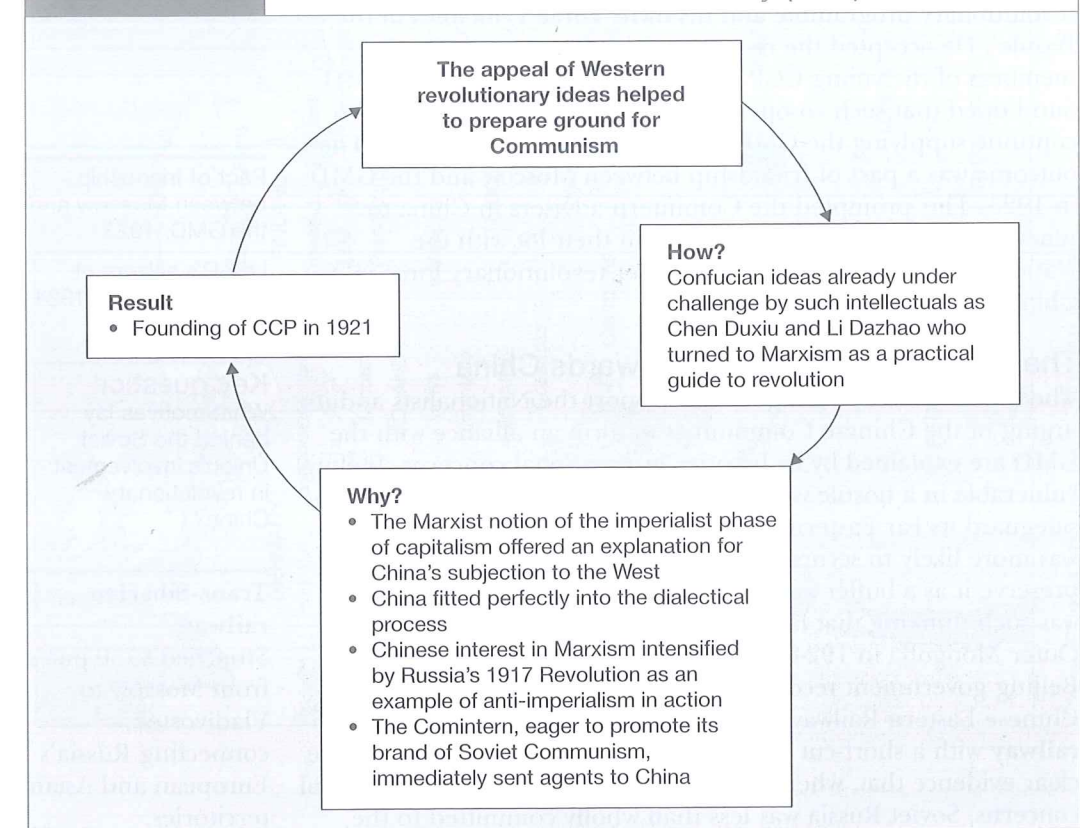 The appeal of Western
revolutionary ideas helped
to prepare ground for
Communism
How?
Confucian ideas already under
challenge by such intellectuals as
Chen Duxiu and Li Dazhao who
turned to Marxism as a practical
guide to revolution
Why?
• The Marxist notion of the imperialist phase
of capitalism offered an explanation for
China's subjection to the West
• China fitted perfectly into the dialectical
process
• Chinese interest in Marxism intensified
by Russia's 1917 Revolution as an
example of anti-imperialism in action
• The Comintern, eager to promote its
brand of Soviet Communism,
immediately sent agents to China
Result
• Founding of CCP in 1921